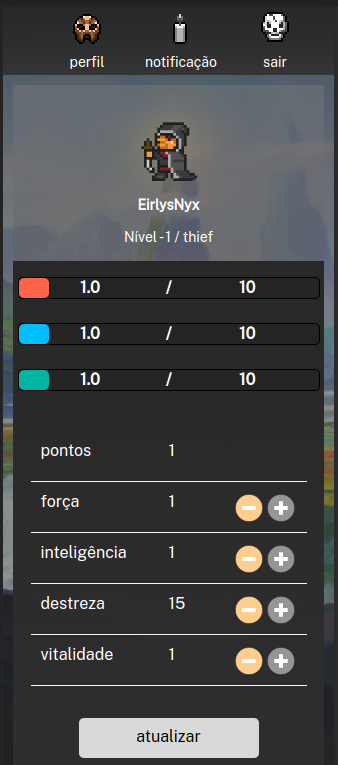 perfil notificação sair
EirlysNyx
Nível - 1 / thief
1.0 / 10
1.0 / 10
1.0 / 10
pontos 1
força 1
inteligência 1
destreza 15
vitalidade 1
atualizar